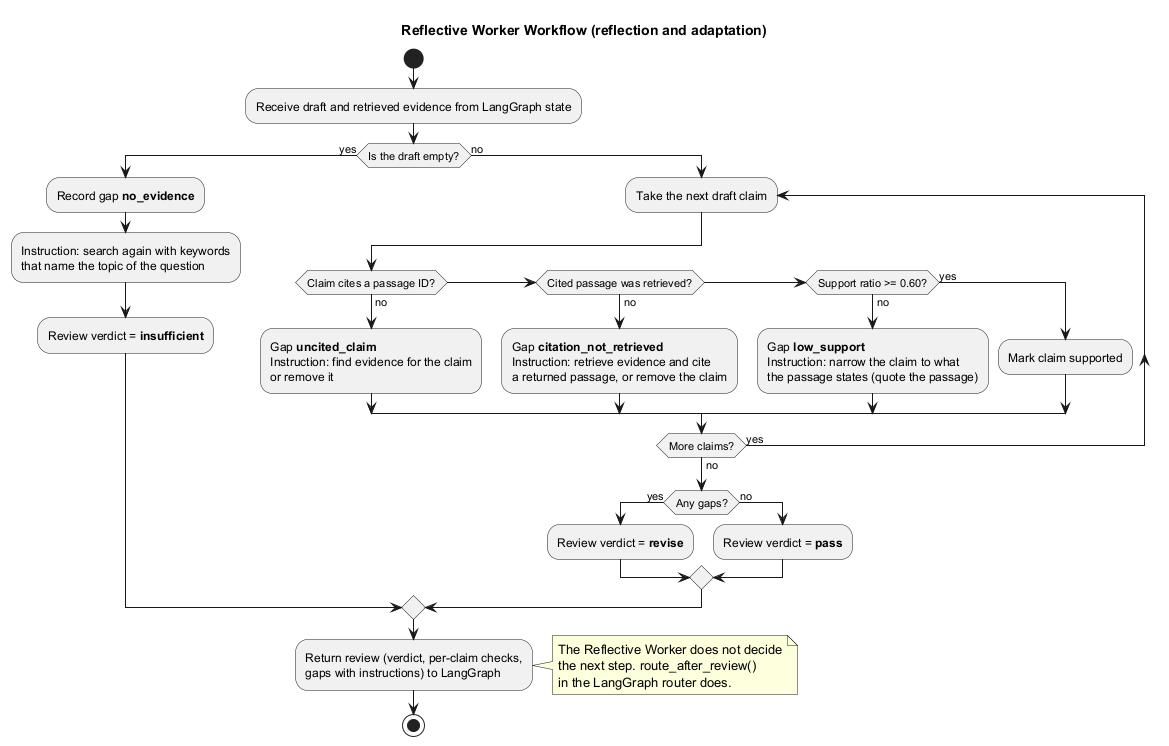 Reflective Worker Workflow (reflection and adaptation)
Receive draft and retrieved evidence from LangGraph state
Is the draft empty?
yes
no
Record gap no_evidence
Instruction: search again with keywords
that name the topic of the question
Review verdict = insufficient
Take the next draft claim
Claim cites a passage ID?
no
Gap uncited_claim
Instruction: find evidence for the claim
or remove it
Cited passage was retrieved?
no
Gap citation_not_retrieved
Instruction: retrieve evidence and cite
a returned passage, or remove the claim
Support ratio >= 0.60?
yes
no
Gap low_support
Instruction: narrow the claim to what
the passage states (quote the passage)
Mark claim supported
More claims?
yes
no
Any gaps?
yes
no
Review verdict = revise
Review verdict = pass
Return review (verdict, per-claim checks,
gaps with instructions) to LangGraph
The Reflective Worker does not decide
the next step. route_after_review()
in the LangGraph router does.